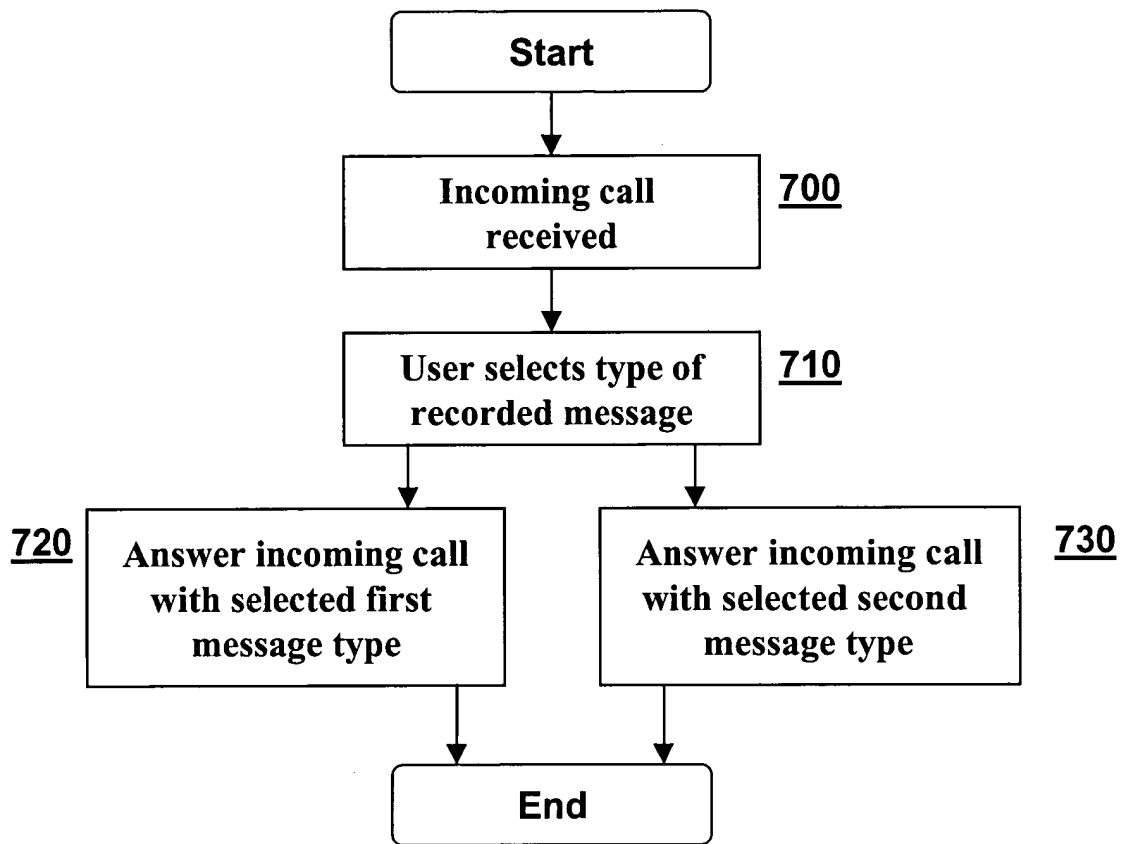 Start
Incoming call
received
700
User selects type of
recorded message
710
720
Answer incoming call
with selected first
message type
Answer incoming call
with selected second
message type
730
End